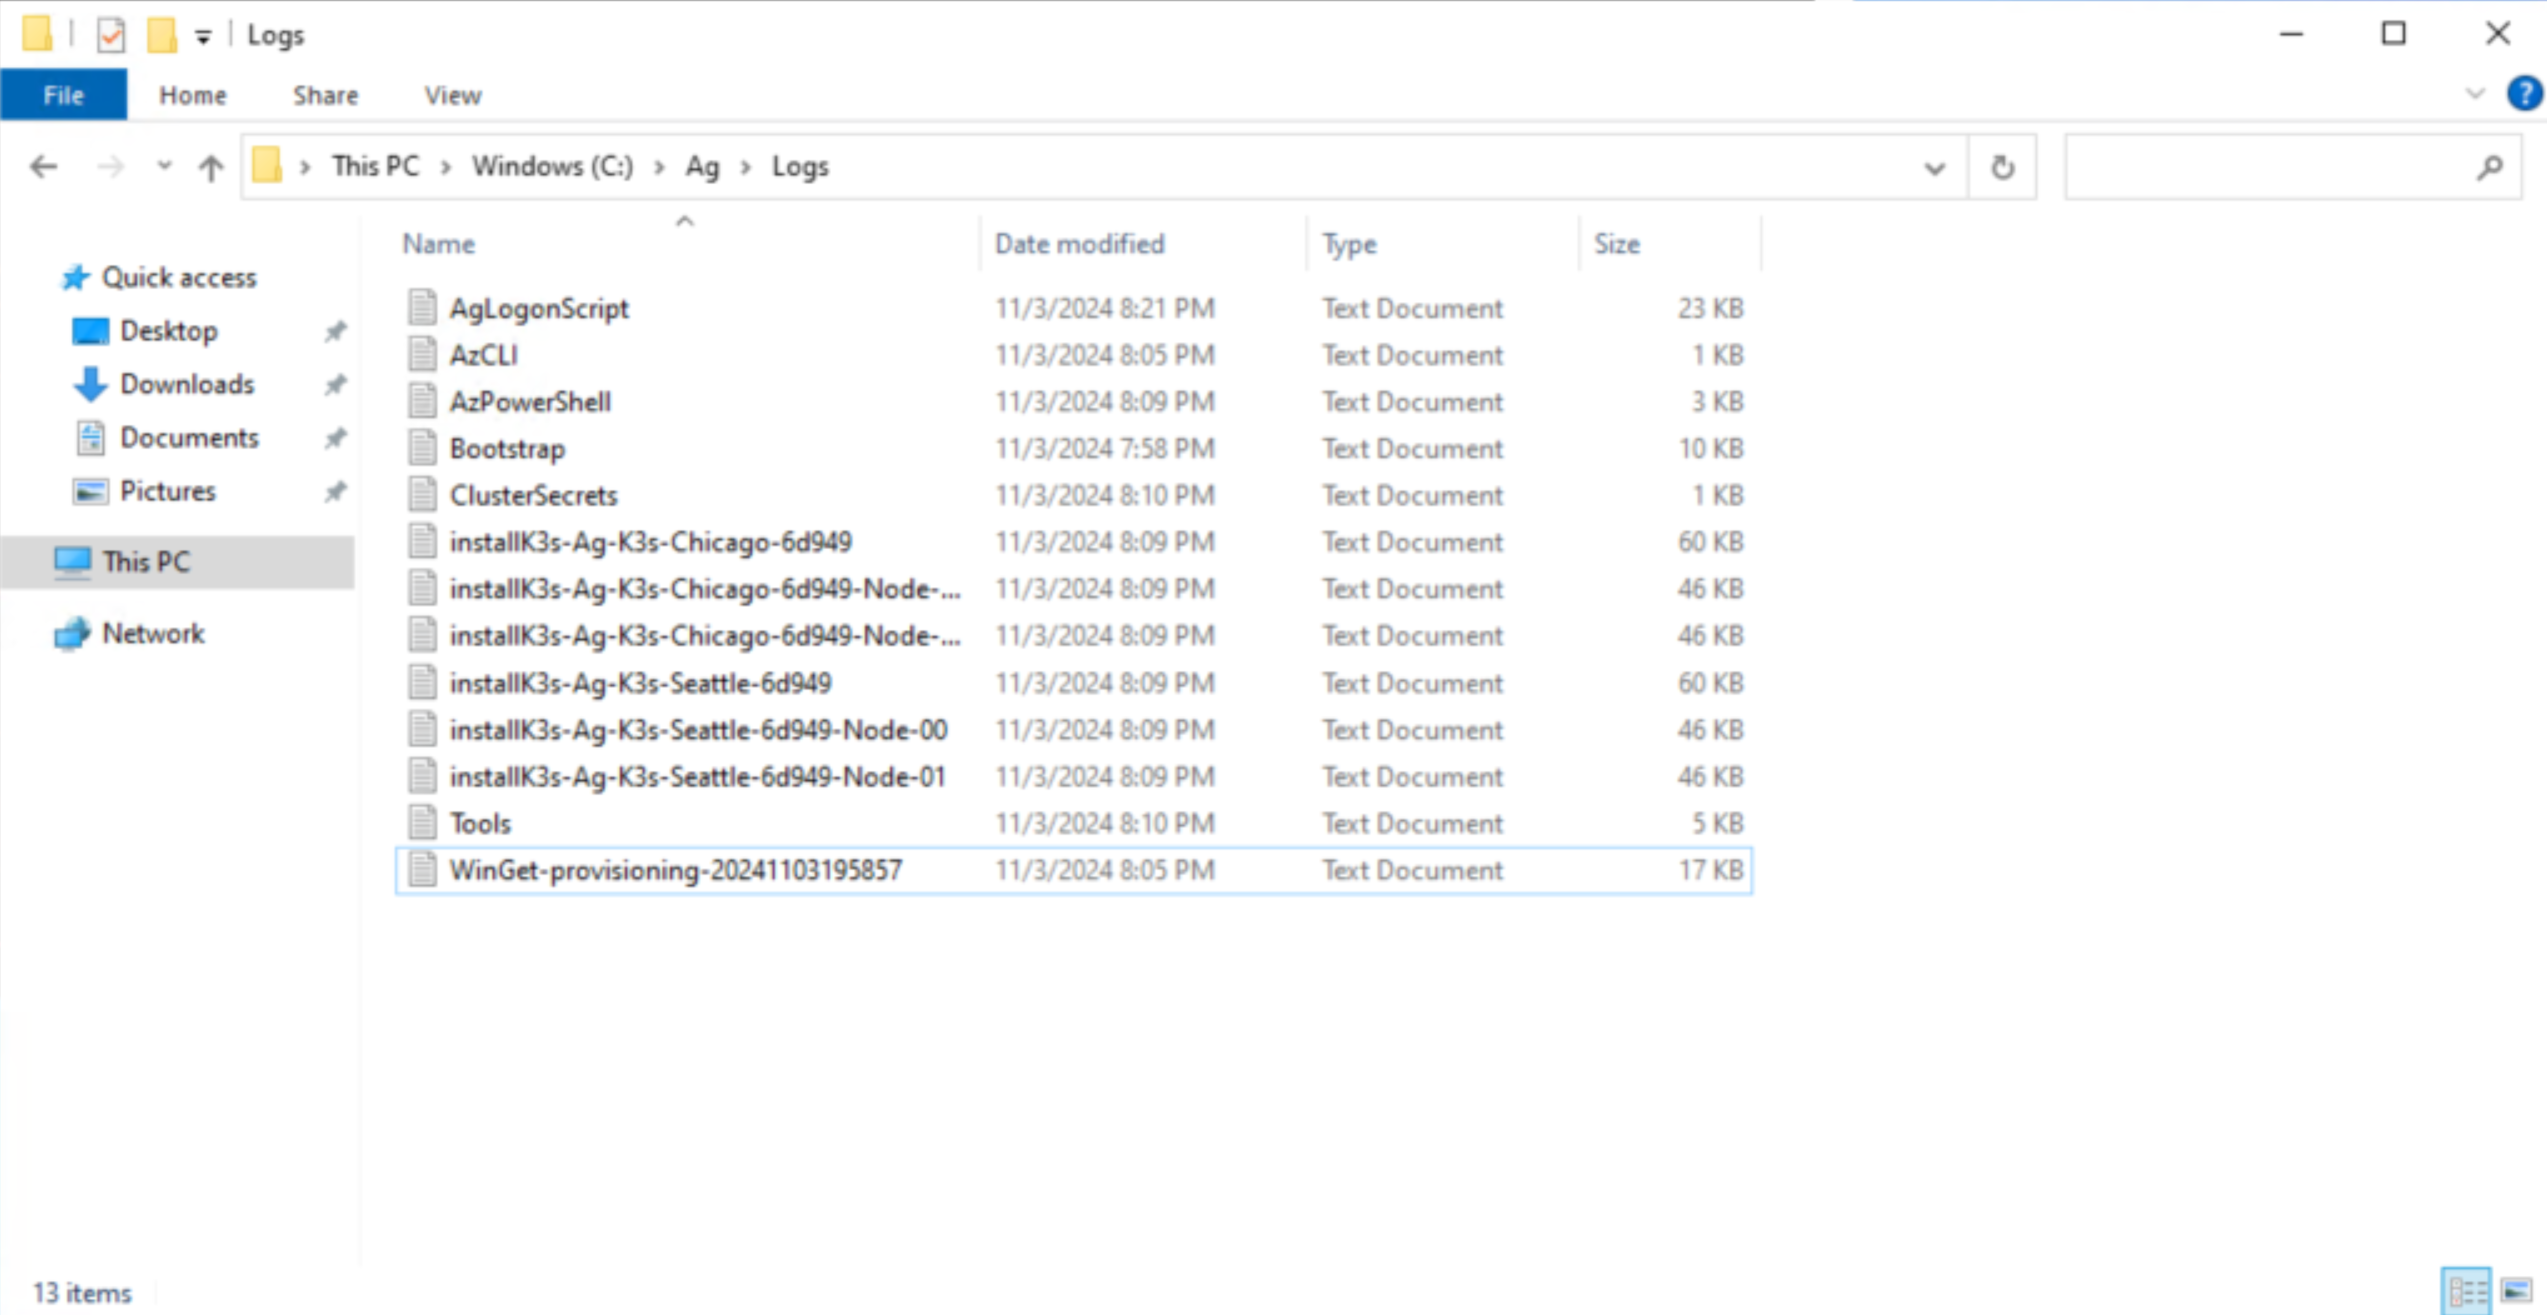 Logs
File Home Share View
This PC > Windows (C:) > Ag > Logs
Name Date modified Type Size
Quick access
Desktop
Downloads
Documents
Pictures
This PC
Network
AgLogonScript 11/3/2024 8:21 PM Text Document 23 KB
AzCLI 11/3/2024 8:05 PM Text Document 1 KB
AzPowerShell 11/3/2024 8:09 PM Text Document 3 KB
Bootstrap 11/3/2024 7:58 PM Text Document 10 KB
ClusterSecrets 11/3/2024 8:10 PM Text Document 1 KB
installK3s-Ag-K3s-Chicago-6d949 11/3/2024 8:09 PM Text Document 60 KB
installK3s-Ag-K3s-Chicago-6d949-Node-... 11/3/2024 8:09 PM Text Document 46 KB
installK3s-Ag-K3s-Chicago-6d949-Node-... 11/3/2024 8:09 PM Text Document 46 KB
installK3s-Ag-K3s-Seattle-6d949 11/3/2024 8:09 PM Text Document 60 KB
installK3s-Ag-K3s-Seattle-6d949-Node-00 11/3/2024 8:09 PM Text Document 46 KB
installK3s-Ag-K3s-Seattle-6d949-Node-01 11/3/2024 8:09 PM Text Document 46 KB
Tools 11/3/2024 8:10 PM Text Document 5 KB
WinGet-provisioning-20241103195857 11/3/2024 8:05 PM Text Document 17 KB
13 items